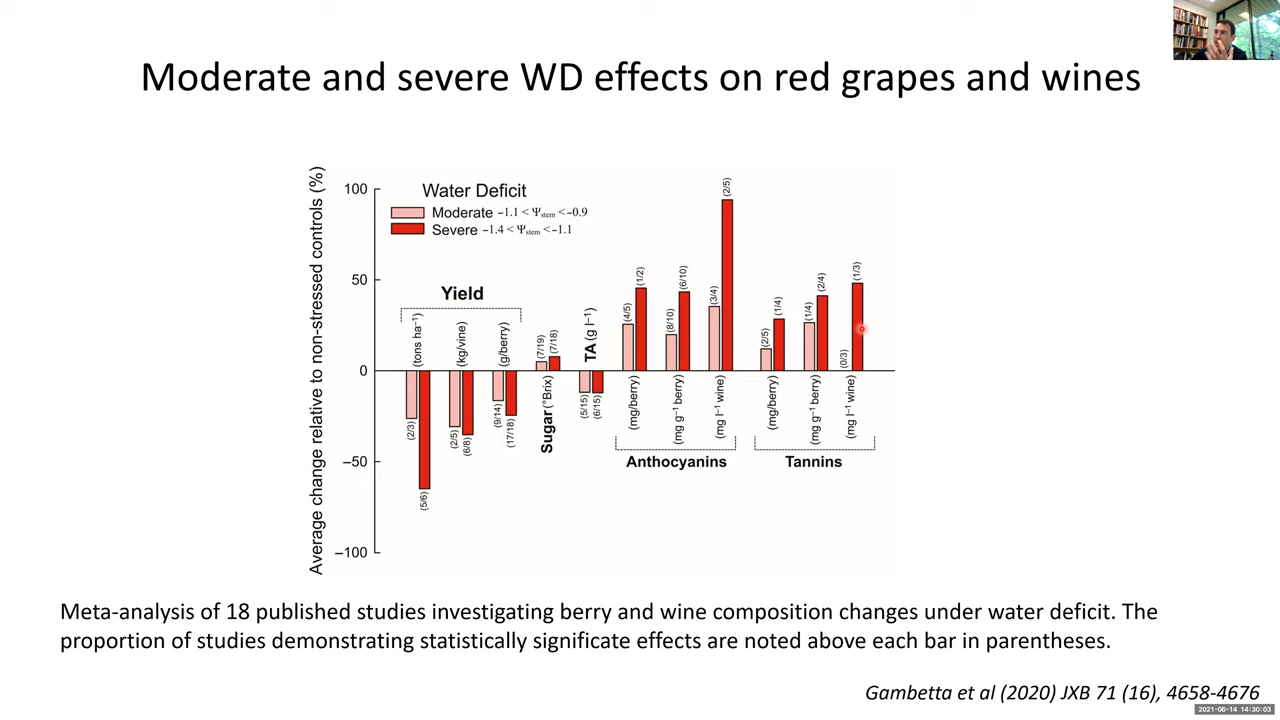 Moderate and severe WD effects on red grapes and wines
Average change relative to non-stressed controls (%)
100
50
0
−50
−100
Water Deficit
Moderate −1.1 < Ψstem <−0.9
Severe −1.4 < Ψstem <−1.1
Yield
(tons ha−1)
(kg/vine)
(g/berry)
(2/3)
(5/6)
(2/5)
(6/8)
(9/14)
(17/18)
(7/19)
(7/18)
Sugar (°Brix)
TA (g l−1)
(5/15)
(6/15)
(4/5)
(1/2)
(8/10)
(6/10)
(3/4)
(2/5)
(mg/berry)
(mg g−1 berry)
(mg l−1 wine)
Anthocyanins
(2/5)
(1/4)
(1/4)
(2/4)
(0/3)
(1/3)
(mg/berry)
(mg g−1 berry)
(mg l−1 wine)
Tannins
Meta-analysis of 18 published studies investigating berry and wine composition changes under water deficit. The
proportion of studies demonstrating statistically significate effects are noted above each bar in parentheses.
Gambetta et al (2020) JXB 71 (16), 4658-4676
2021-06-14 14:30:03